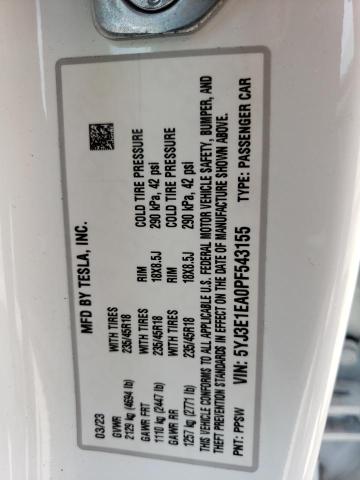 MFD BY TESLA, INC.
03/23
GVWR WITH TIRES RIM COLD TIRE PRESSURE
2129 kg (4694 lb) 235/45R18 18X8.5J 290 kPa, 42 psi
GAWR FRT WITH TIRES RIM COLD TIRE PRESSURE
1110 kg (2447 lb) 235/45R18 18X8.5J 290 kPa, 42 psi
GAWR RR
1257 kg (2771 lb)
THIS VEHICLE CONFORMS TO ALL APPLICABLE U.S. FEDERAL MOTOR VEHICLE SAFETY, BUMPER, AND
THEFT PREVENTION STANDARDS IN EFFECT ON THE DATE OF MANUFACTURE SHOWN ABOVE.
VIN: 5YJ3E1EA0PF543155 TYPE: PASSENGER CAR
PNT: PPSW